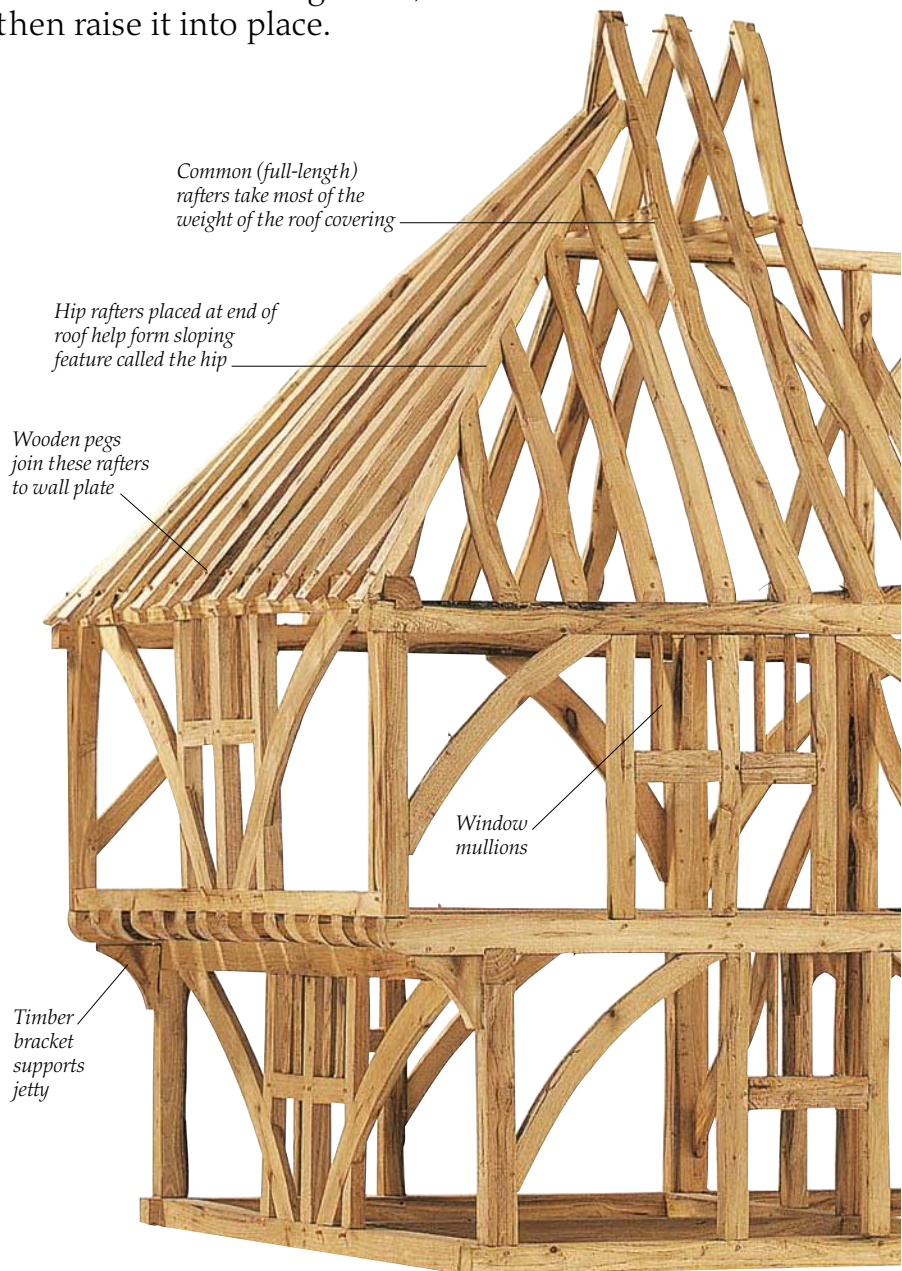 then raise it into place.
Common (full-length)
rafters take most of the
weight of the roof covering
Hip rafters placed at end of
roof help form sloping
feature called the hip
Wooden pegs
join these rafters
to wall plate
Window
mullions
Timber
bracket
supports
jetty